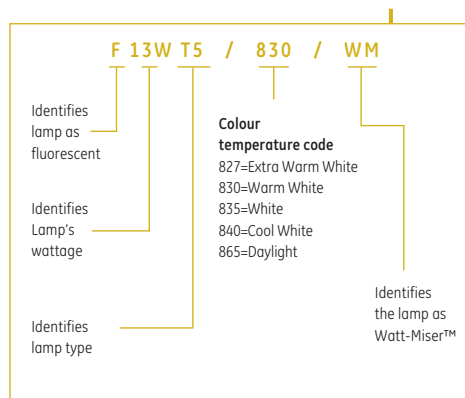 F 13W T5 / 830 / WM
Identifies
lamp as
fluorescent
Identifies
Lamp's
wattage
Identifies
lamp type
Colour
temperature code
827=Extra Warm White
830=Warm White
835=White
840=Cool White
865=Daylight
Identifies
the lamp as
Watt-Miser™